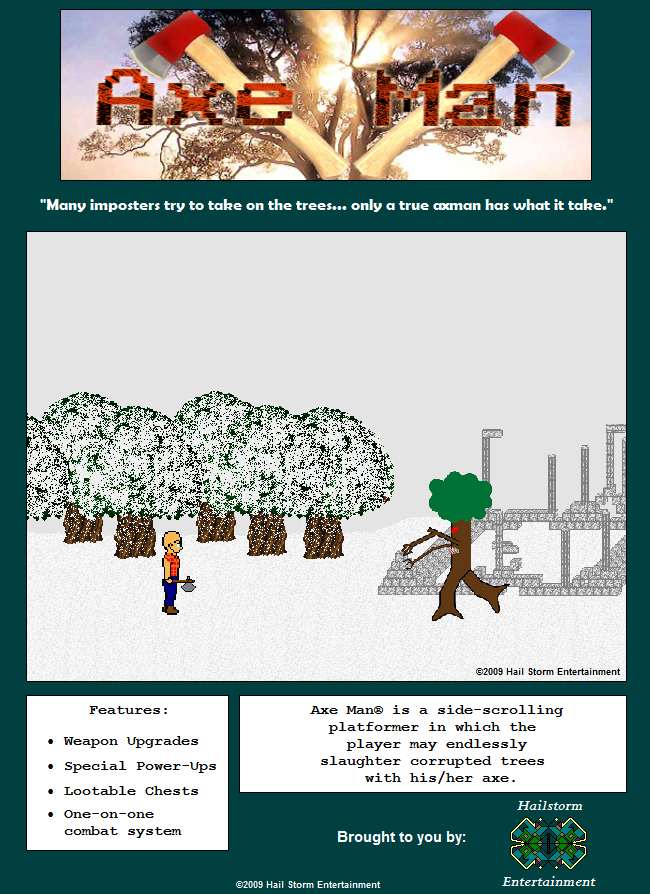 Axe Man
"Many imposters try to take on the trees... only a true axman has what it take."
©2009 Hail Storm Entertainment
Features:
• Weapon Upgrades
• Special Power-Ups
• Lootable Chests
• One-on-one
combat system
Axe Man® is a side-scrolling
platformer in which the
player may endlessly
slaughter corrupted trees
with his/her axe.
Brought to you by:
Hailstorm
Entertainment
©2009 Hail Storm Entertainment